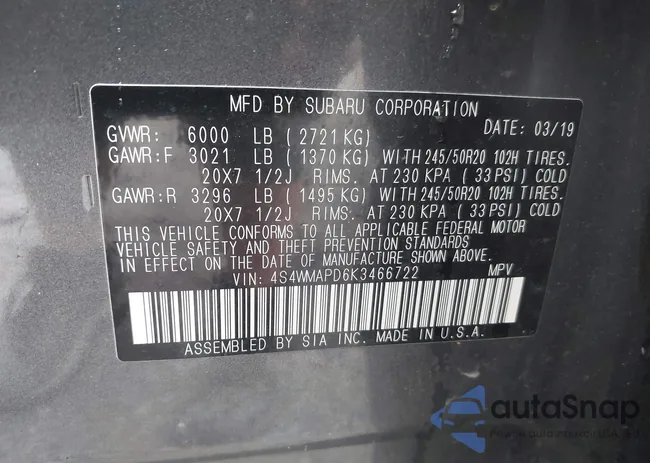 MFD BY SUBARU CORPORATION
GVWR: 6000 LB ( 2721 KG) DATE: 03/19
GAWR:F 3021 LB ( 1370 KG) WITH 245/50R20 102H TIRES.
20X7 1/2J RIMS. AT 230 KPA ( 33 PSI) COLD
GAWR:R 3296 LB ( 1495 KG) WITH 245/50R20 102H TIRES.
20X7 1/2J RIMS. AT 230 KPA ( 33 PSI) COLD
THIS VEHICLE CONFORMS TO ALL APPLICABLE FEDERAL MOTOR
VEHICLE SAFETY AND THEFT PREVENTION STANDARDS
IN EFFECT ON THE DATE OF MANUFACTURE SHOWN ABOVE.
VIN: 4S4WMAPD6K3466722 MPV
ASSEMBLED BY SIA INC. MADE IN U.S.A.
autaSnap